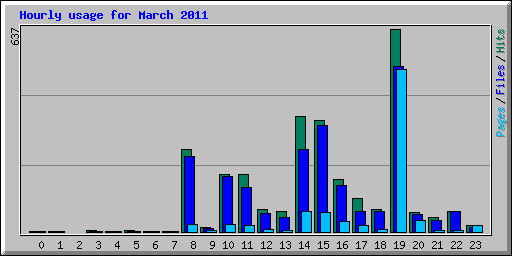 Hourly usage for March 2011
637
Pages/Files/Hits
0 1 2 3 4 5 6 7 8 9 10 11 12 13 14 15 16 17 18 19 20 21 22 23